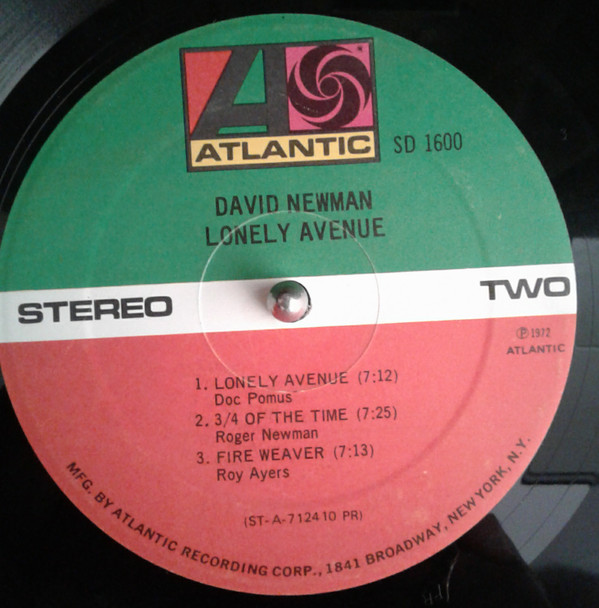 ATLANTIC
SD 1600
DAVID NEWMAN
LONELY AVENUE
STEREO
TWO
Ⓟ 1972
ATLANTIC
1. LONELY AVENUE (7:12)
Doc Pomus
2. 3/4 OF THE TIME (7:25)
Roger Newman
3. FIRE WEAVER (7:13)
Roy Ayers
(ST-A-712410 PR)
MFG. BY ATLANTIC RECORDING CORP., 1841 BROADWAY, NEW YORK, N.Y.